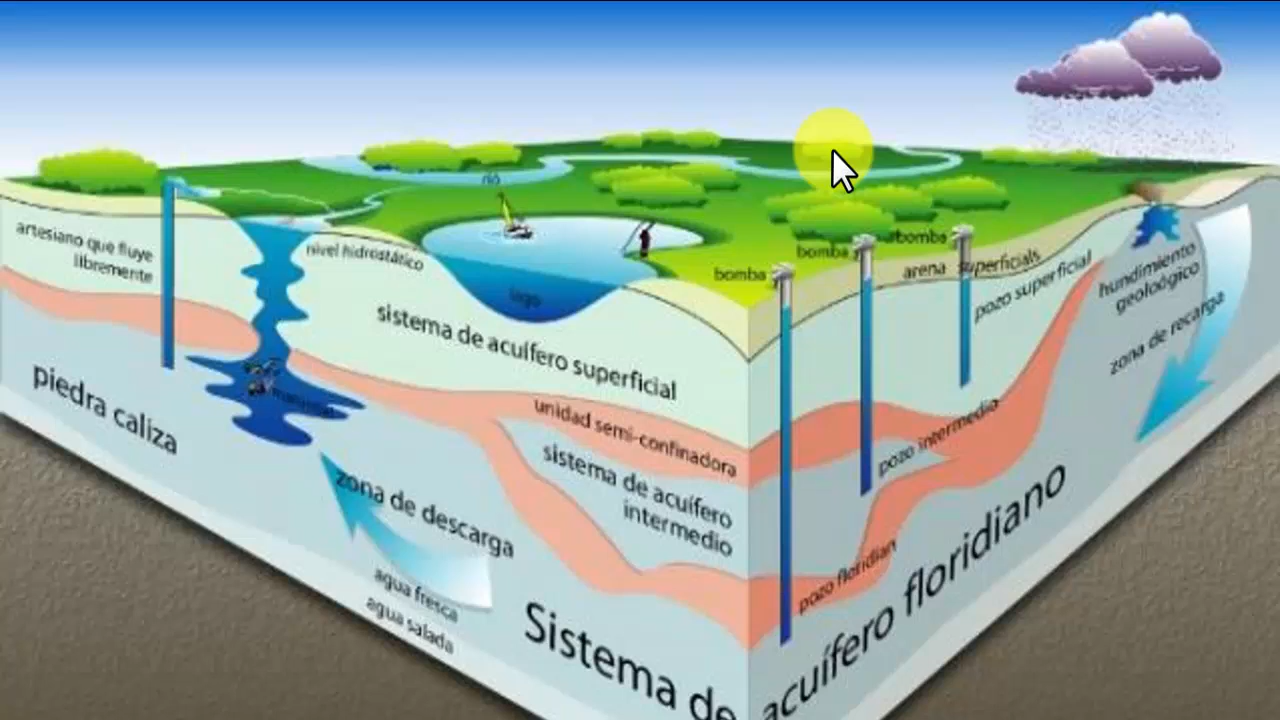 río
artesiano que fluye
libremente
nivel hidrostático
lago
manantial
piedra caliza
sistema de acuífero superficial
unidad semi-confinadora
sistema de acuífero
intermedio
zona de descarga
agua fresca
agua salada
Sistema de
bomba
bomba
bomba
arena superficials
pozo superficial
hundimiento
geoloógico
zona de recarga
pozo intermedio
pozo floridian
acuífero floridiano